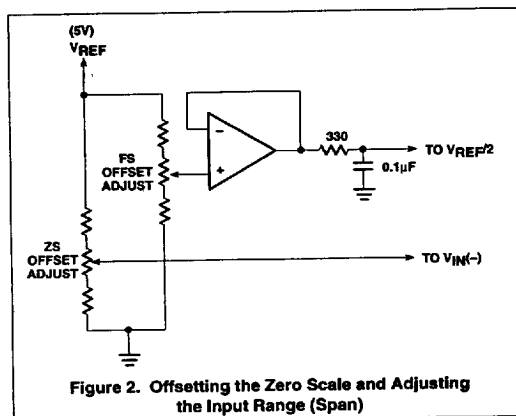 (5V)
VREF
FS
OFFSET
ADJUST
−
+
330
TO VREF/2
0.1µF
ZS
OFFSET
ADJUST
TO VIN(–)
Figure 2. Offsetting the Zero Scale and Adjusting
the Input Range (Span)